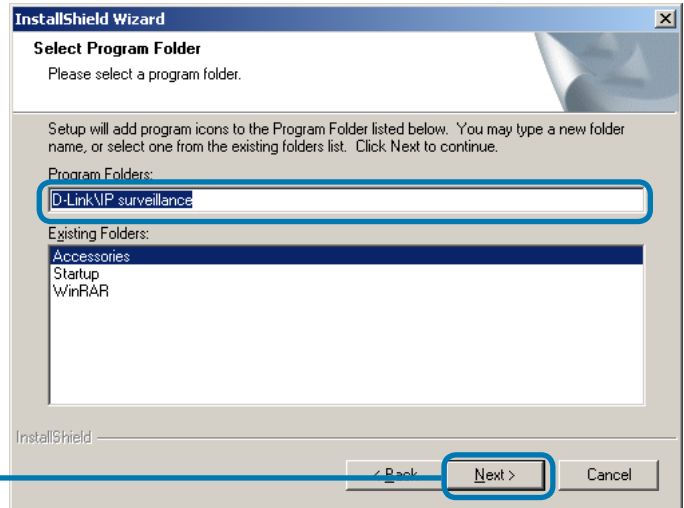 InstallShield Wizard
Select Program Folder
Please select a program folder.
Setup will add program icons to the Program Folder listed below. You may type a new folder
name, or select one from the existing folders list. Click Next to continue.
Program Folders:
D-Link\IP surveillance
Existing Folders:
Accessories
Startup
WinRAR
InstallShield
< Back Next > Cancel